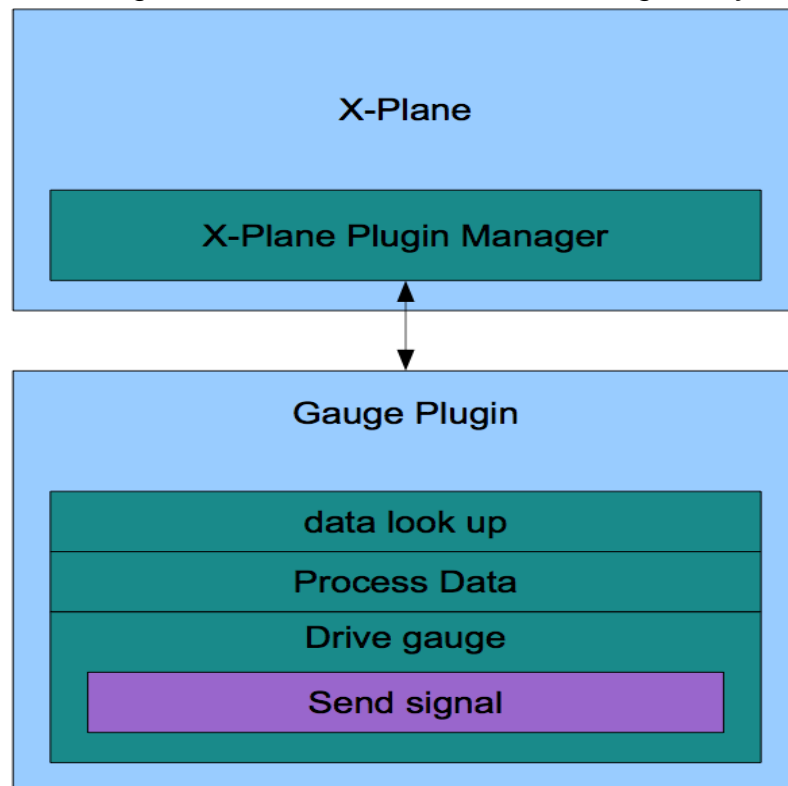 X-Plane
X-Plane Plugin Manager
Gauge Plugin
data look up
Process Data
Drive gauge
Send signal